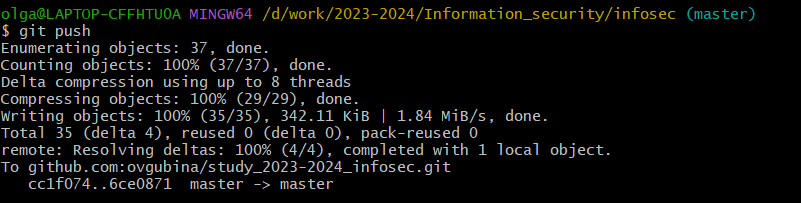 olga@LAPTOP-CFFHTU0A MINGW64 /d/work/2023-2024/Information_security/infosec (master)
$ git push
Enumerating objects: 37, done.
Counting objects: 100% (37/37), done.
Delta compression using up to 8 threads
Compressing objects: 100% (29/29), done.
Writing objects: 100% (35/35), 342.11 KiB | 1.84 MiB/s, done.
Total 35 (delta 4), reused 0 (delta 0), pack-reused 0
remote: Resolving deltas: 100% (4/4), completed with 1 local object.
To github.com:ovgubina/study_2023-2024_infosec.git
   cc1f074..6ce0871  master -> master